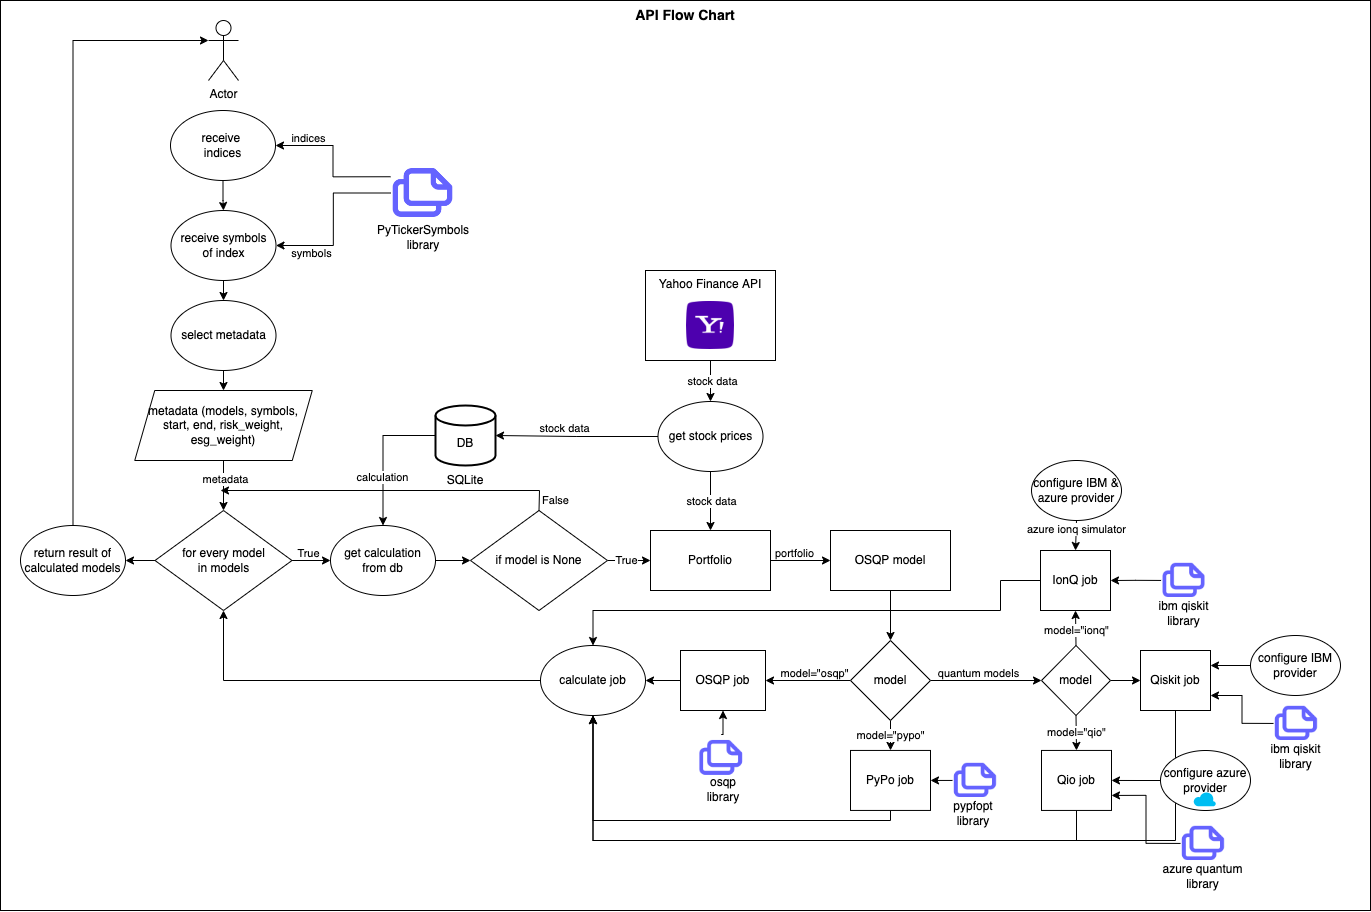 API Flow Chart
Actor
receive
indices
indices
PyTickerSymbols
library
receive symbols
of index
symbols
select metadata
Yahoo Finance API
Y!
stock data
metadata (models, symbols,
start, end, risk_weight,
esg_weight)
DB
SQLite
stock data
get stock prices
metadata
calculation
stock data
False
configure IBM &
azure provider
azure ionq simulator
return result of
calculated models
for every model
in models
True
get calculation
from db
if model is None
True
Portfolio
portfolio
OSQP model
IonQ job
ibm qiskit
library
model="ionq"
calculate job
OSQP job
model="osqp)
model
quantum models
model
Qiskit job
configure IBM
provider
model="pypo"
model="qio"
ibm qiskit
library
osqp
library
PyPo job
pypfopt
library
Qio job
configure azure
provider
azure quantum
library